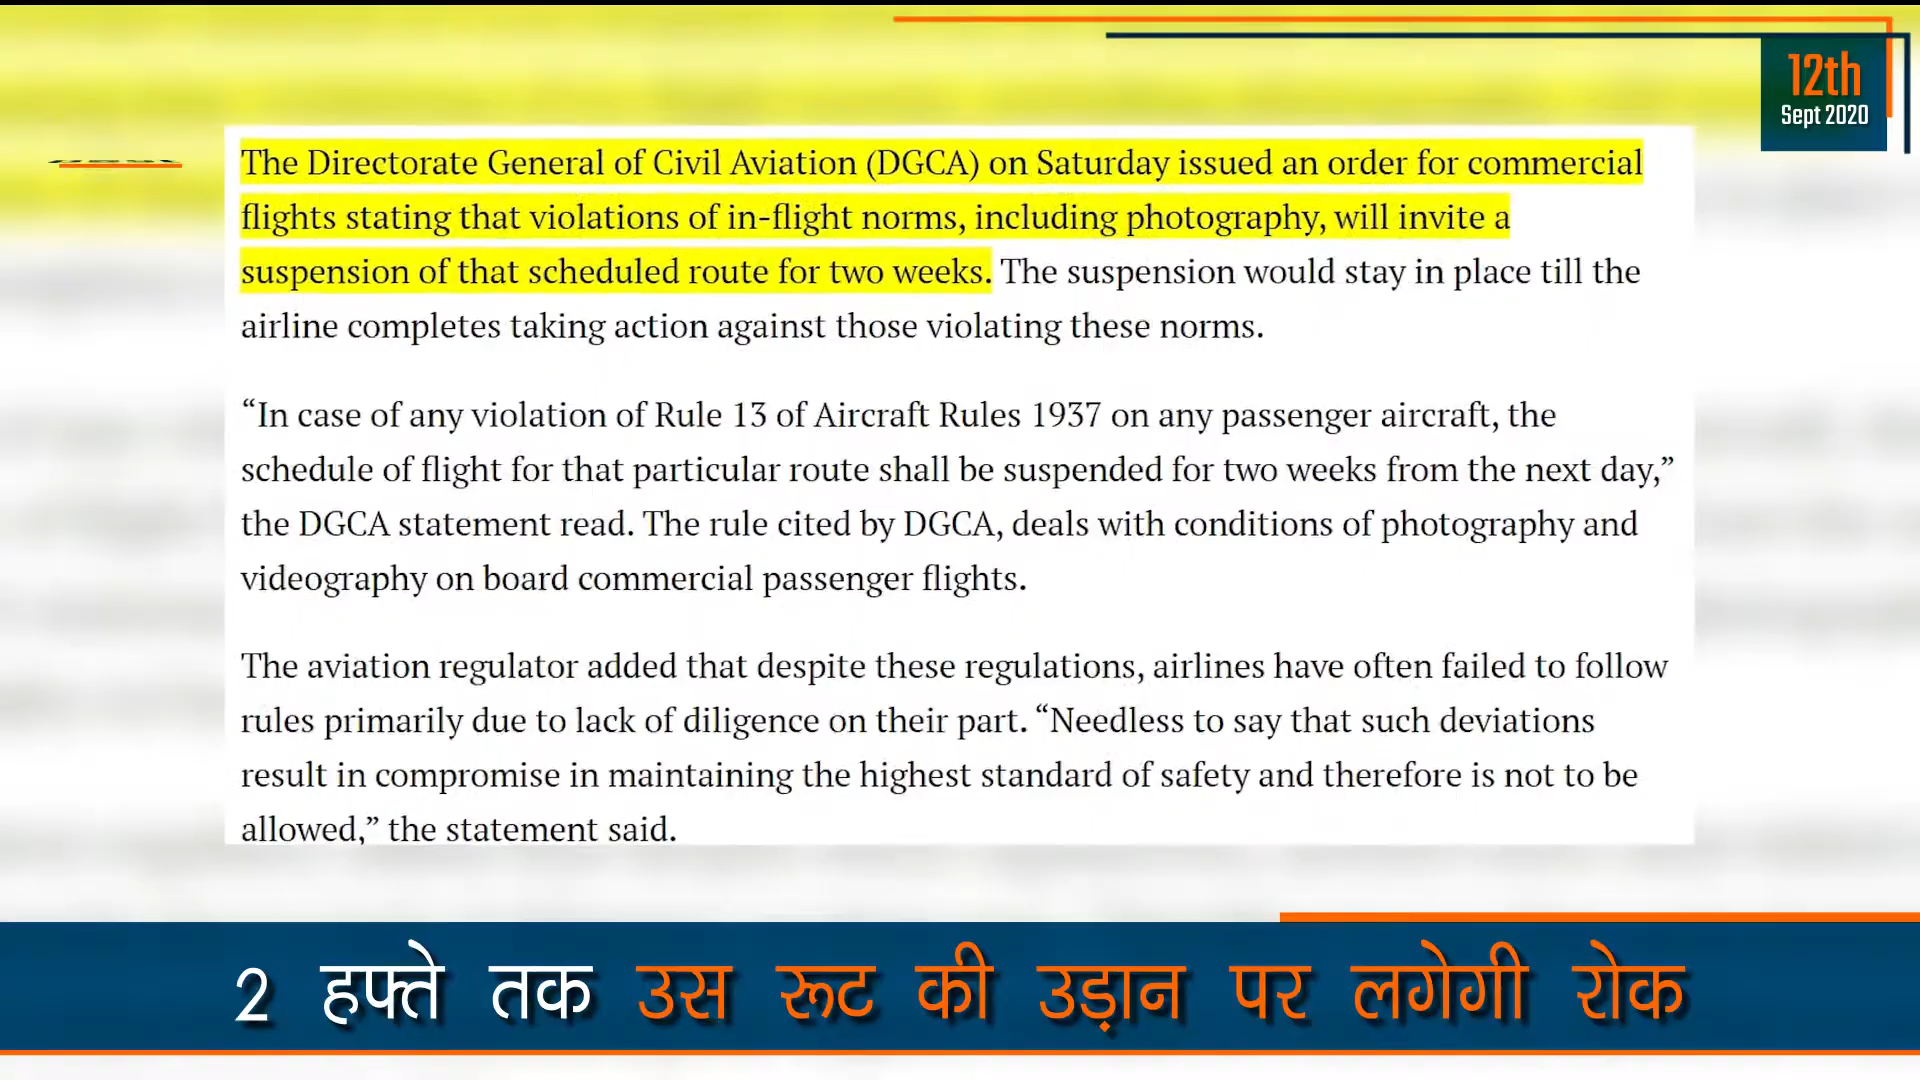 12th
Sept 2020
The Directorate General of Civil Aviation (DGCA) on Saturday issued an order for commercial
flights stating that violations of in-flight norms, including photography, will invite a
suspension of that scheduled route for two weeks. The suspension would stay in place till the
airline completes taking action against those violating these norms.
“In case of any violation of Rule 13 of Aircraft Rules 1937 on any passenger aircraft, the
schedule of flight for that particular route shall be suspended for two weeks from the next day,”
the DGCA statement read. The rule cited by DGCA, deals with conditions of photography and
videography on board commercial passenger flights.
The aviation regulator added that despite these regulations, airlines have often failed to follow
rules primarily due to lack of diligence on their part. “Needless to say that such deviations
result in compromise in maintaining the highest standard of safety and therefore is not to be
allowed,” the statement said.
2 हफ्ते तक उस रूट की उड़ान पर लगेगी रोक